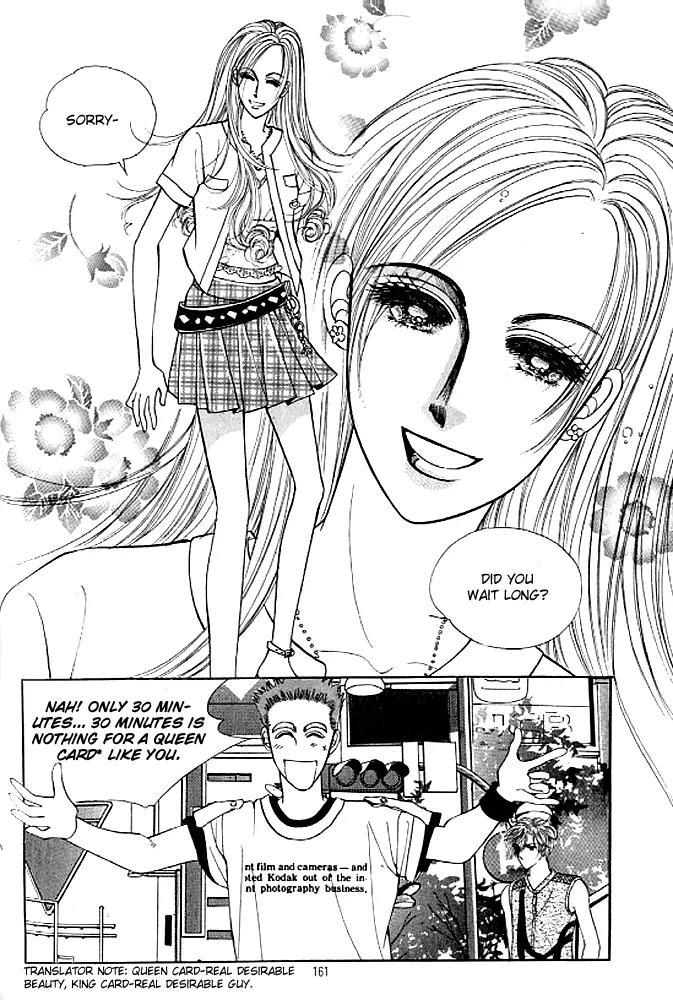 SORRY-
DID YOU
WAIT LONG?
NAH! ONLY 30 MIN-
UTES... 30 MINUTES IS
NOTHING FOR A QUEEN
CARD* LIKE YOU.
nt film and cameras — and
oted Kodak out of the in-
nt photography business.
TRANSLATOR NOTE: QUEEN CARD-REAL DESIRABLE
BEAUTY, KING CARD-REAL DESIRABLE GUY.
161